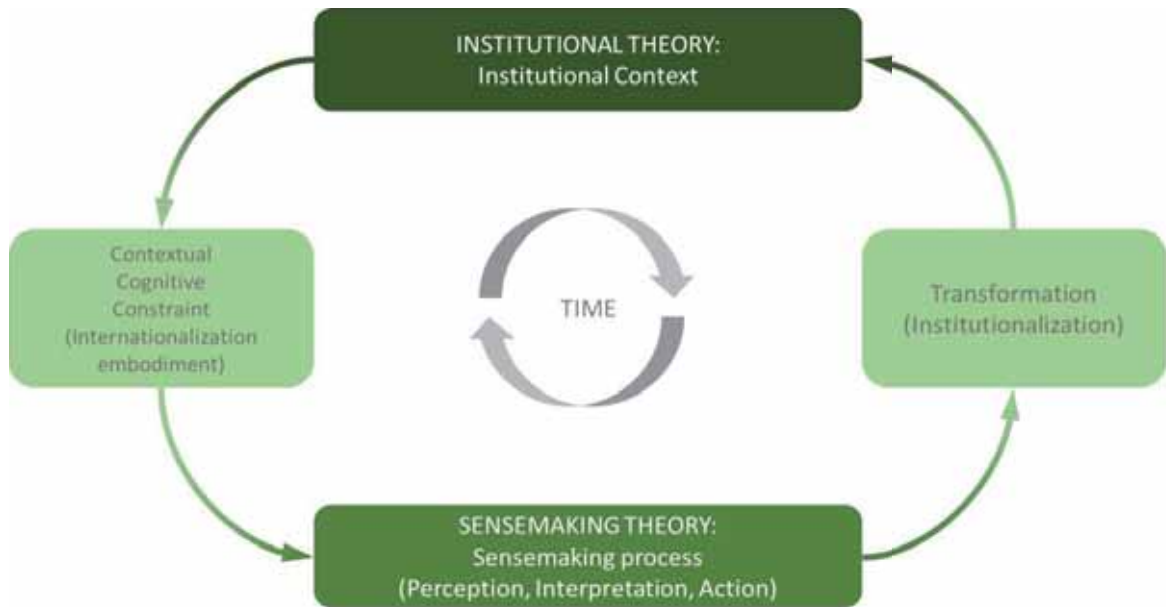 INSTITUTIONAL THEORY:
Institutional Context
Contextual
Cognitive
Constraint
(Internationalization
embodiment)
TIME
Transformation
(Institutionalization)
SENSEMAKING THEORY:
Sensemaking process
(Perception, Interpretation, Action)